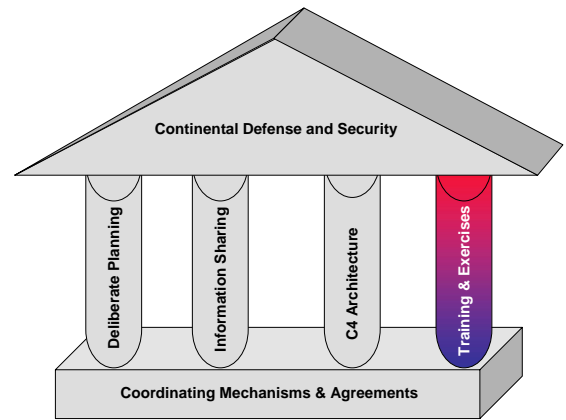 Continental Defense and Security
Deliberate Planning
Information Sharing
C4 Architecture
Training & Exercises
Coordinating Mechanisms & Agreements